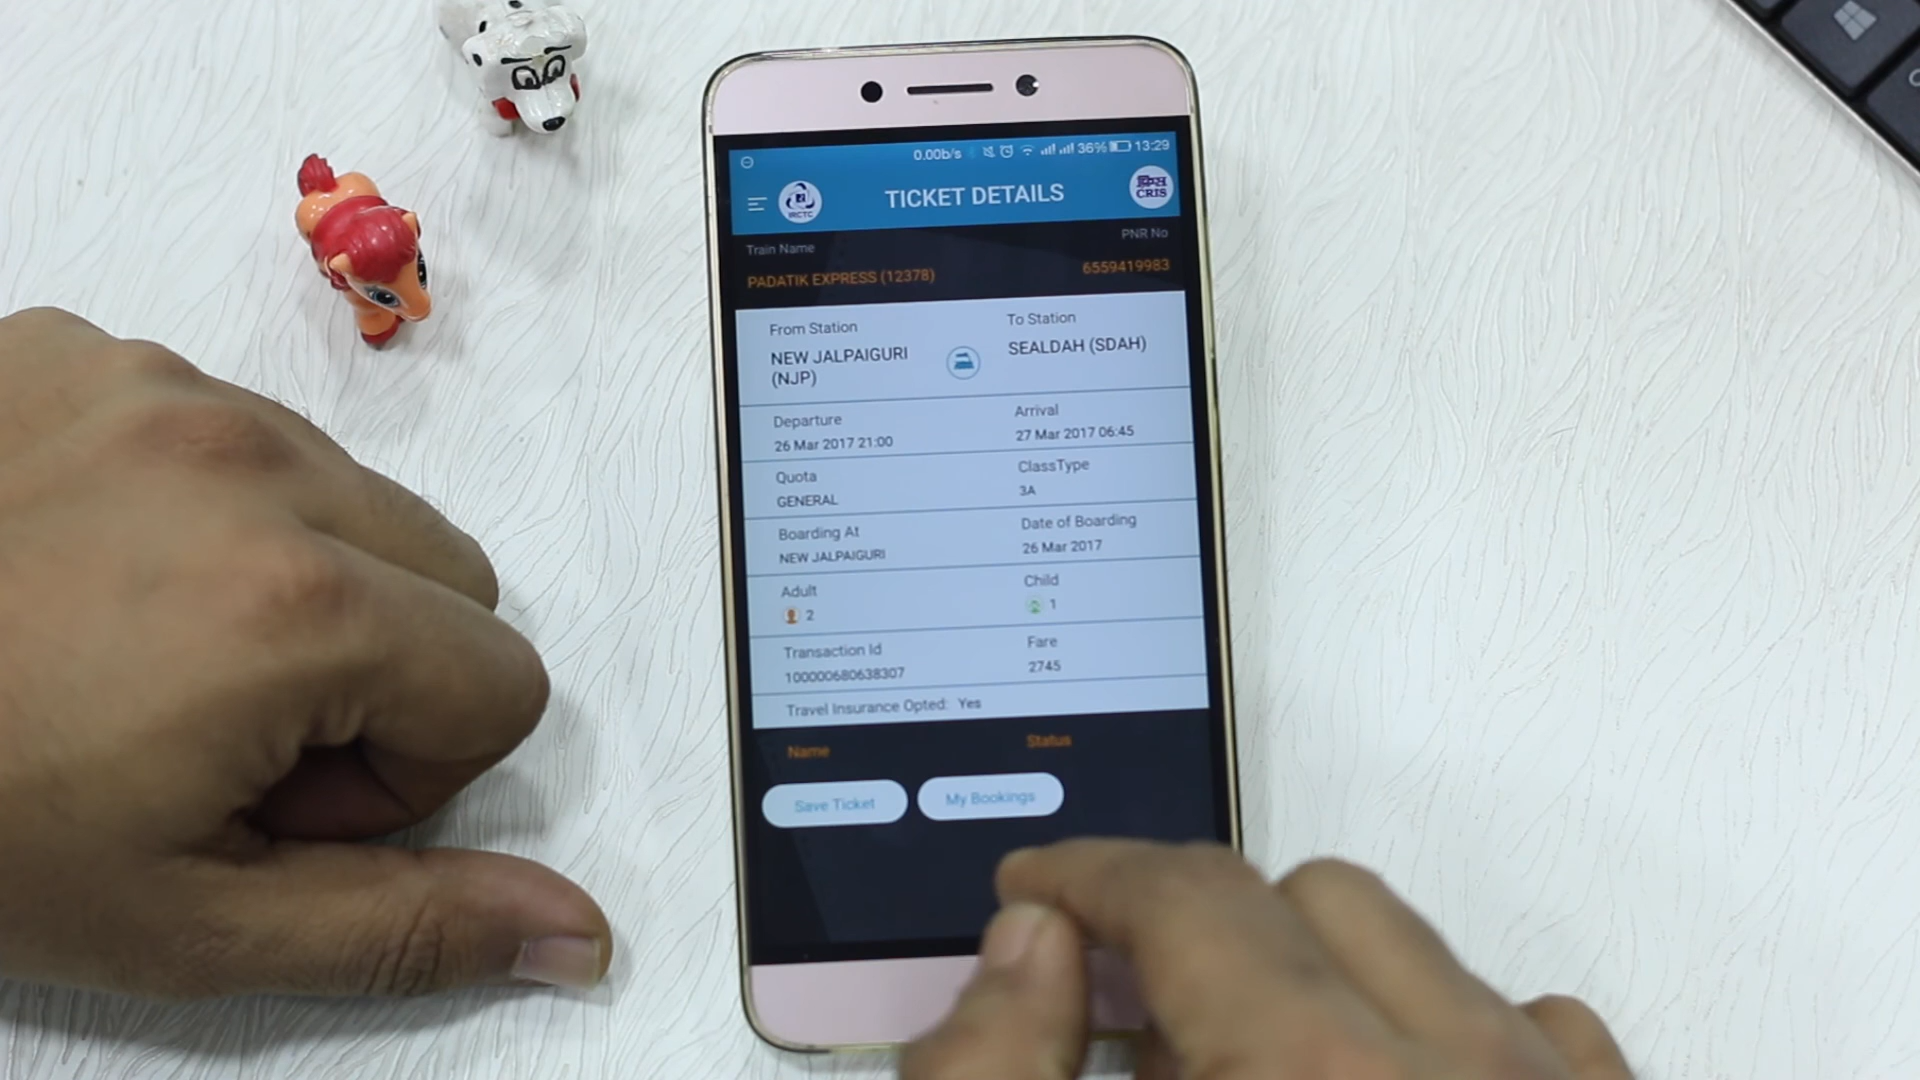 0.00b/s 36% 13:29
IRCTC
TICKET DETAILS
क्रिस
CRIS
Train Name PNR No
PADATIK EXPRESS (12378) 6559419983
From Station To Station
NEW JALPAIGURI SEALDAH (SDAH)
(NJP)
Departure Arrival
26 Mar 2017 21:00 27 Mar 2017 06:45
Quota ClassType
GENERAL 3A
Boarding At Date of Boarding
NEW JALPAIGURI 26 Mar 2017
Adult Child
2 1
Transaction Id Fare
100000680638307 2745
Travel Insurance Opted: Yes
Name Status
Save Ticket My Bookings